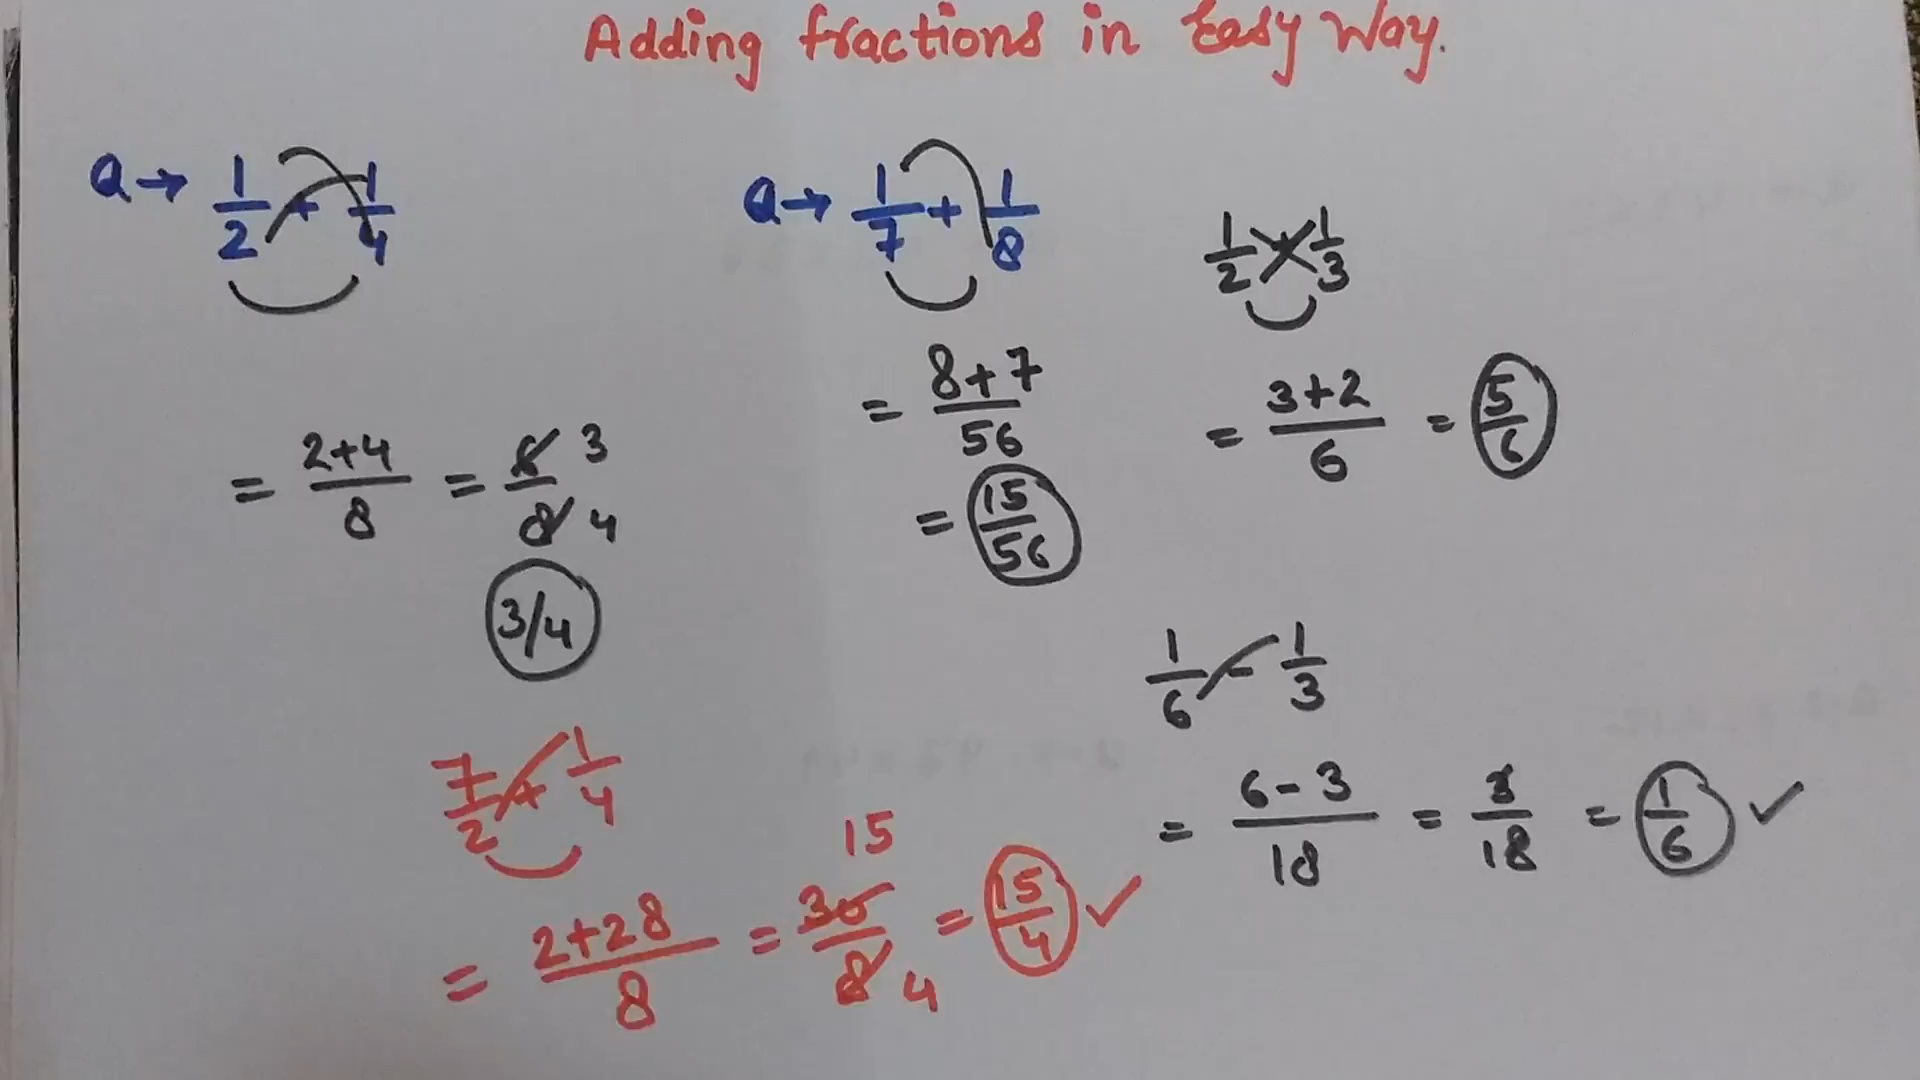 Adding fractions in Easy Way.
Q → 1/2 + 1/4
= 2+4/8 = 6/8 3 4
3/4
Q → 1/7 + 1/8
= 8+7/56
= 15/56
1/2 + 1/3
= 3+2/6 = 5/6
7/2 + 1/4
= 2+28/8 = 30/8 15 4 = 15/4 ✓
1/6 - 1/3
= 6-3/18 = 3/18 = 1/6 ✓